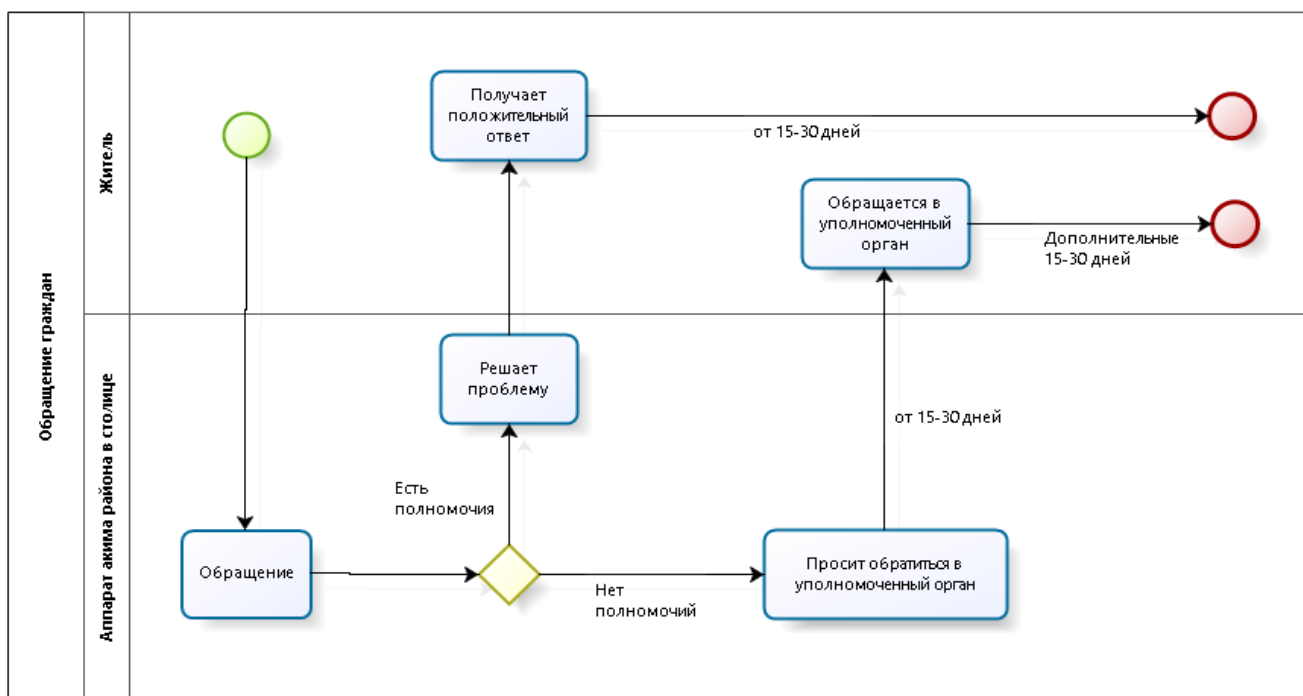 Обращение граждан
Житель
Аппарат акима района в столице
Получает
положительный
ответ
от 15-30 дней
Обращается в
уполномоченный
орган
Дополнительные
15-30 дней
Решает
проблему
от 15-30 дней
Есть
полномочия
Обращение
Нет
полномочий
Просит обратиться в
уполномоченный орган